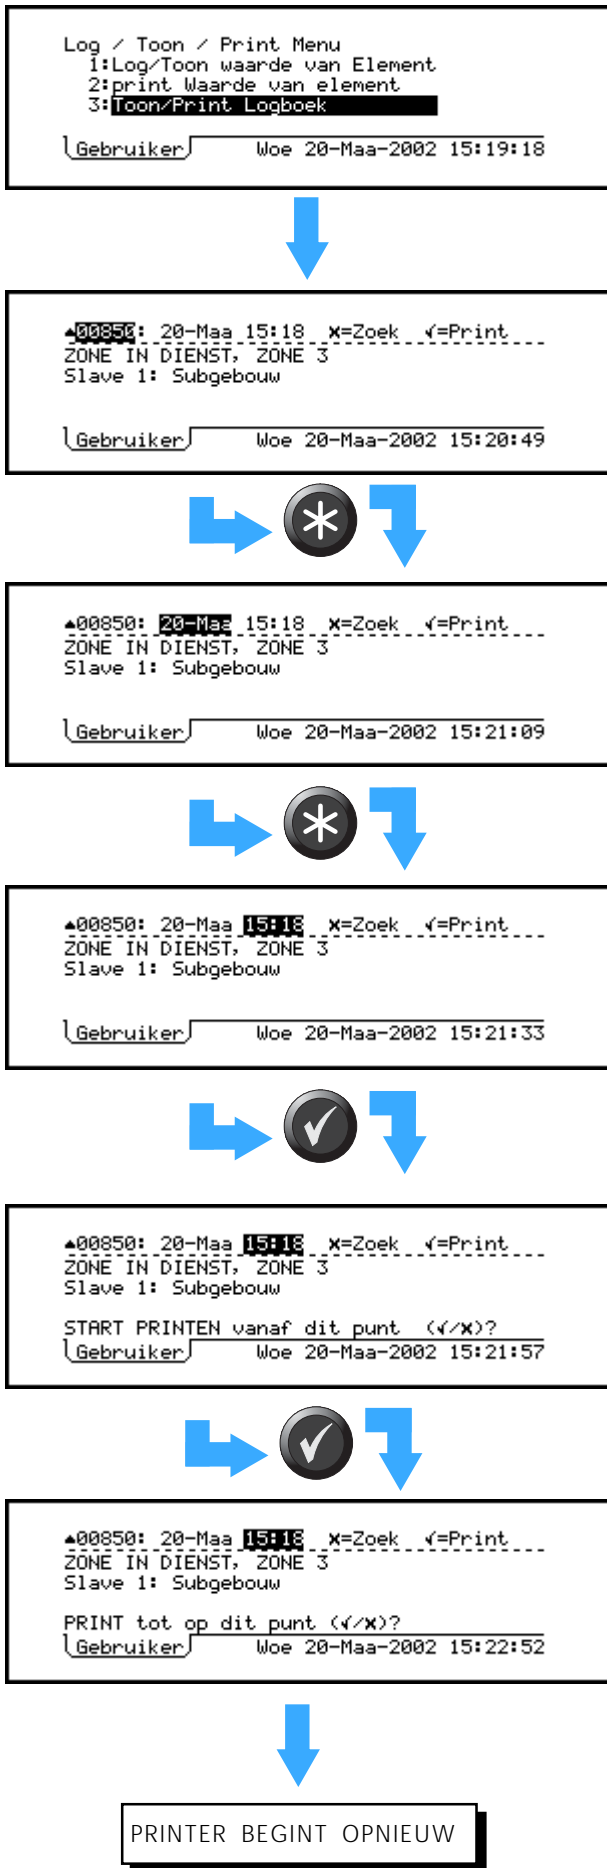 Log / Toon / Print Menu
1:Log/Toon waarde van Element
2:print Waarde van element
3:Toon/Print Logboek
Gebruiker Woe 20-Maa-2002 15:19:18
▲00850: 20-Maa 15:18 x=Zoek √=Print
ZONE IN DIENST, ZONE 3
Slave 1: Subgebouw
Gebruiker Woe 20-Maa-2002 15:20:49
▲00850: 20-Maa 15:18 x=Zoek √=Print
ZONE IN DIENST, ZONE 3
Slave 1: Subgebouw
Gebruiker Woe 20-Maa-2002 15:21:09
▲00850: 20-Maa 15:18 x=Zoek √=Print
ZONE IN DIENST, ZONE 3
Slave 1: Subgebouw
Gebruiker Woe 20-Maa-2002 15:21:33
▲00850: 20-Maa 15:18 x=Zoek √=Print
ZONE IN DIENST, ZONE 3
Slave 1: Subgebouw
START PRINTEN vanaf dit punt (√/x)?
Gebruiker Woe 20-Maa-2002 15:21:57
▲00850: 20-Maa 15:18 x=Zoek √=Print
ZONE IN DIENST, ZONE 3
Slave 1: Subgebouw
PRINT tot op dit punt (√/x)?
Gebruiker Woe 20-Maa-2002 15:22:52
PRINTER BEGINT OPNIEUW